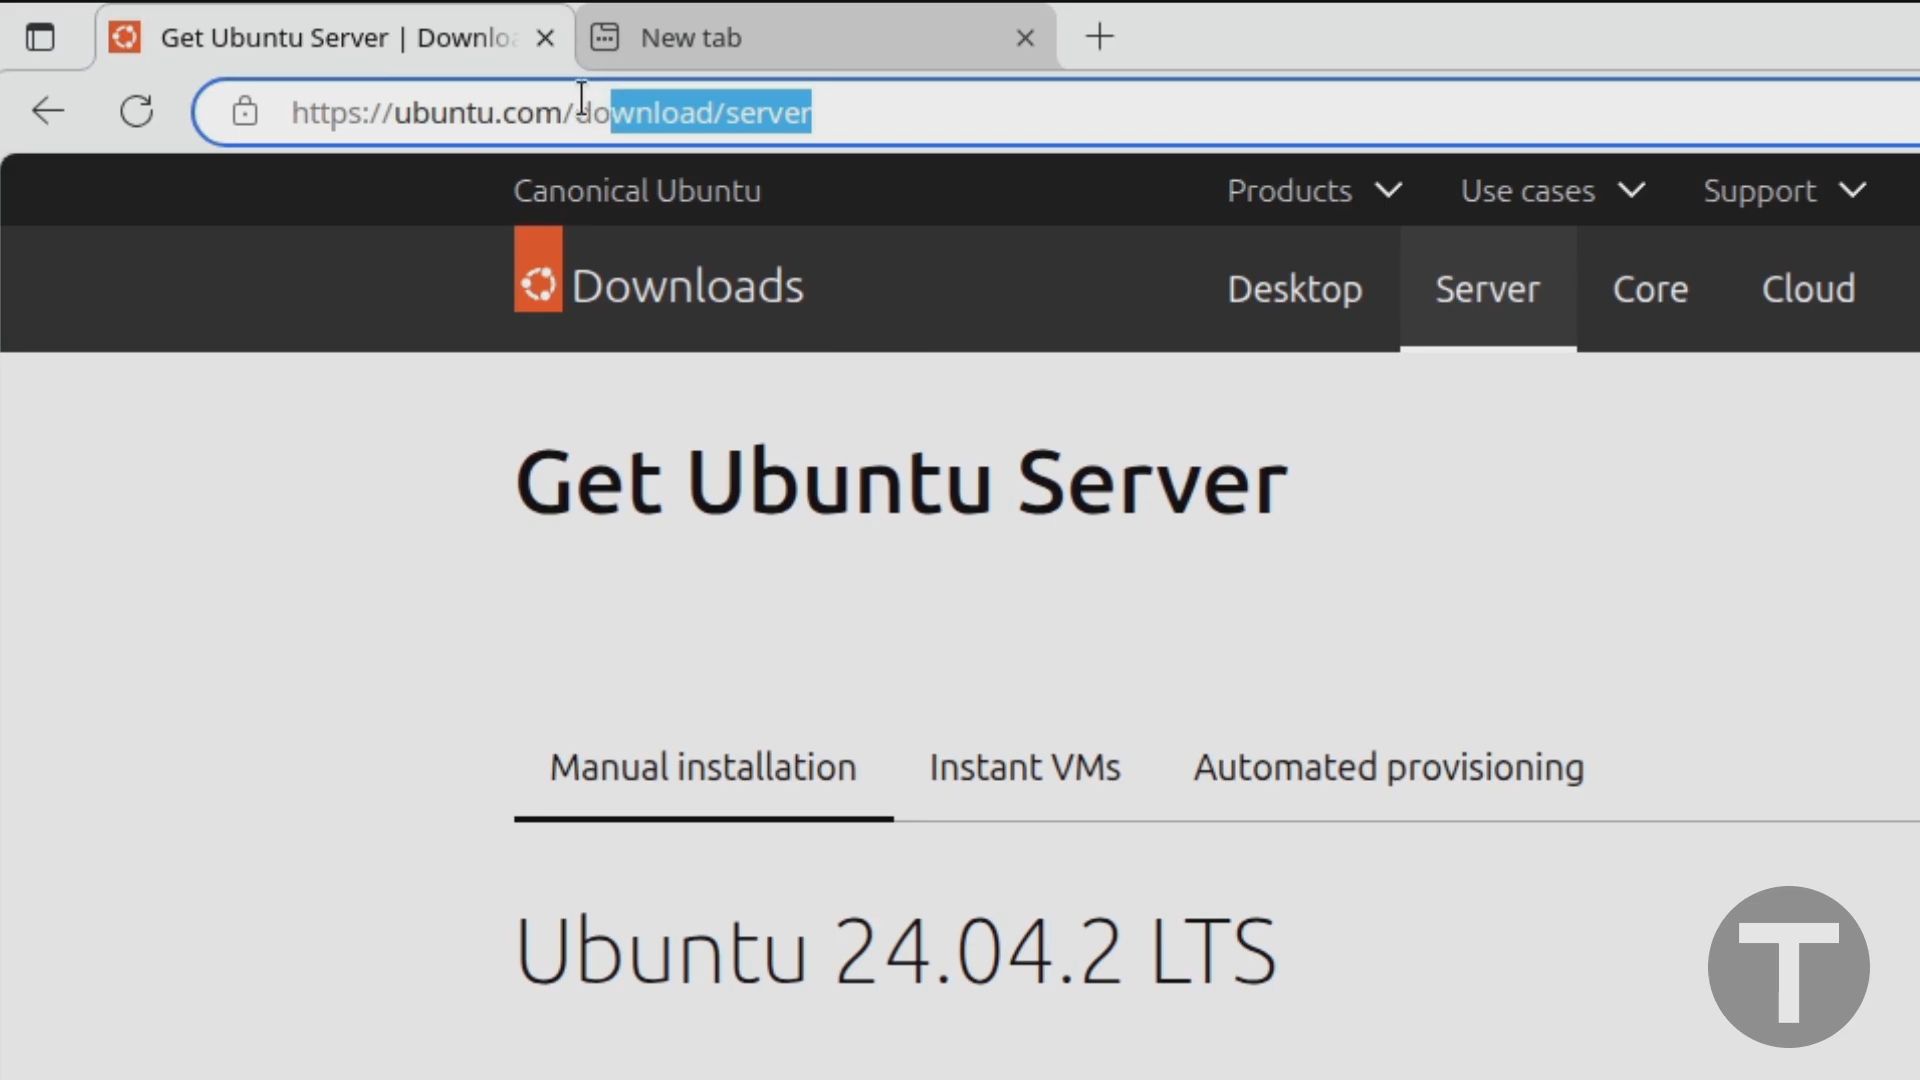 Get Ubuntu Server | Downloa
New tab
https://ubuntu.com/download/server
Canonical Ubuntu
Products
Use cases
Support
Downloads
Desktop
Server
Core
Cloud
Get Ubuntu Server
Manual installation
Instant VMs
Automated provisioning
Ubuntu 24.04.2 LTS
T